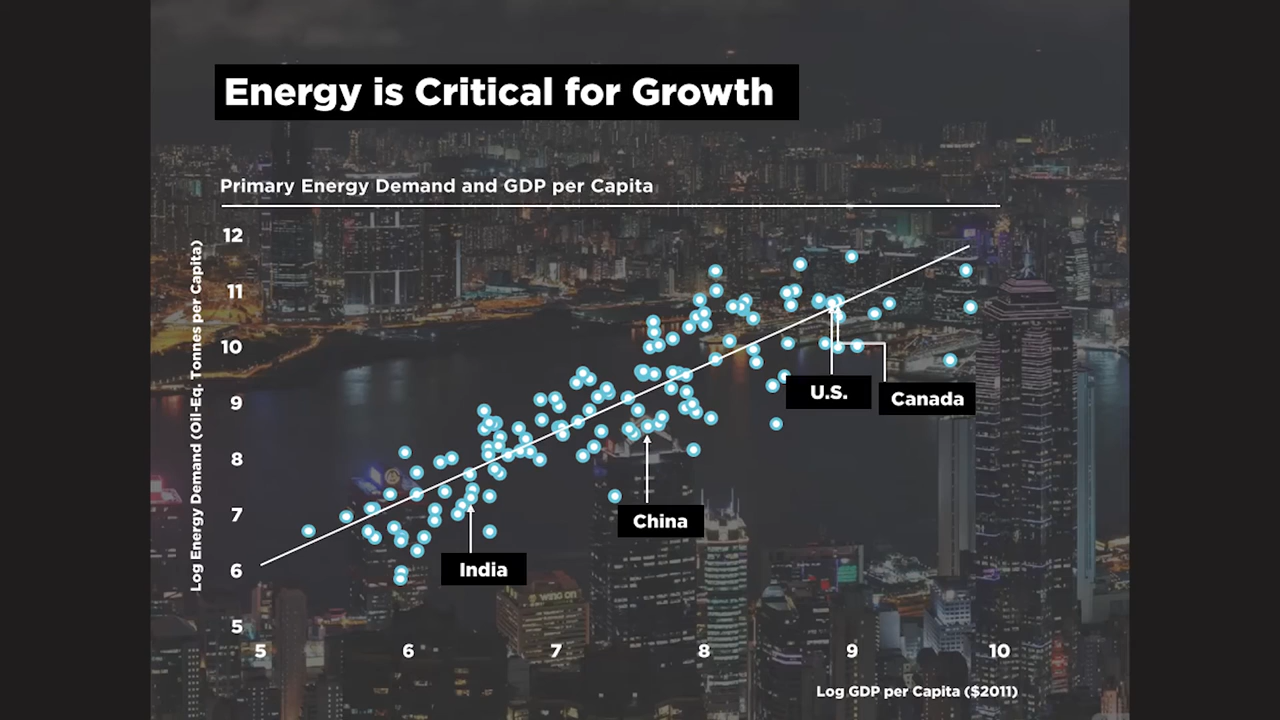 Energy is Critical for Growth
Primary Energy Demand and GDP per Capita
Log Energy Demand (Oil-Eq. Tonnes per Capita)
12
11
10
9
8
7
6
5
U.S.
Canada
China
India
wing on
5 6 7 8 9 10
Log GDP per Capita ($2011)